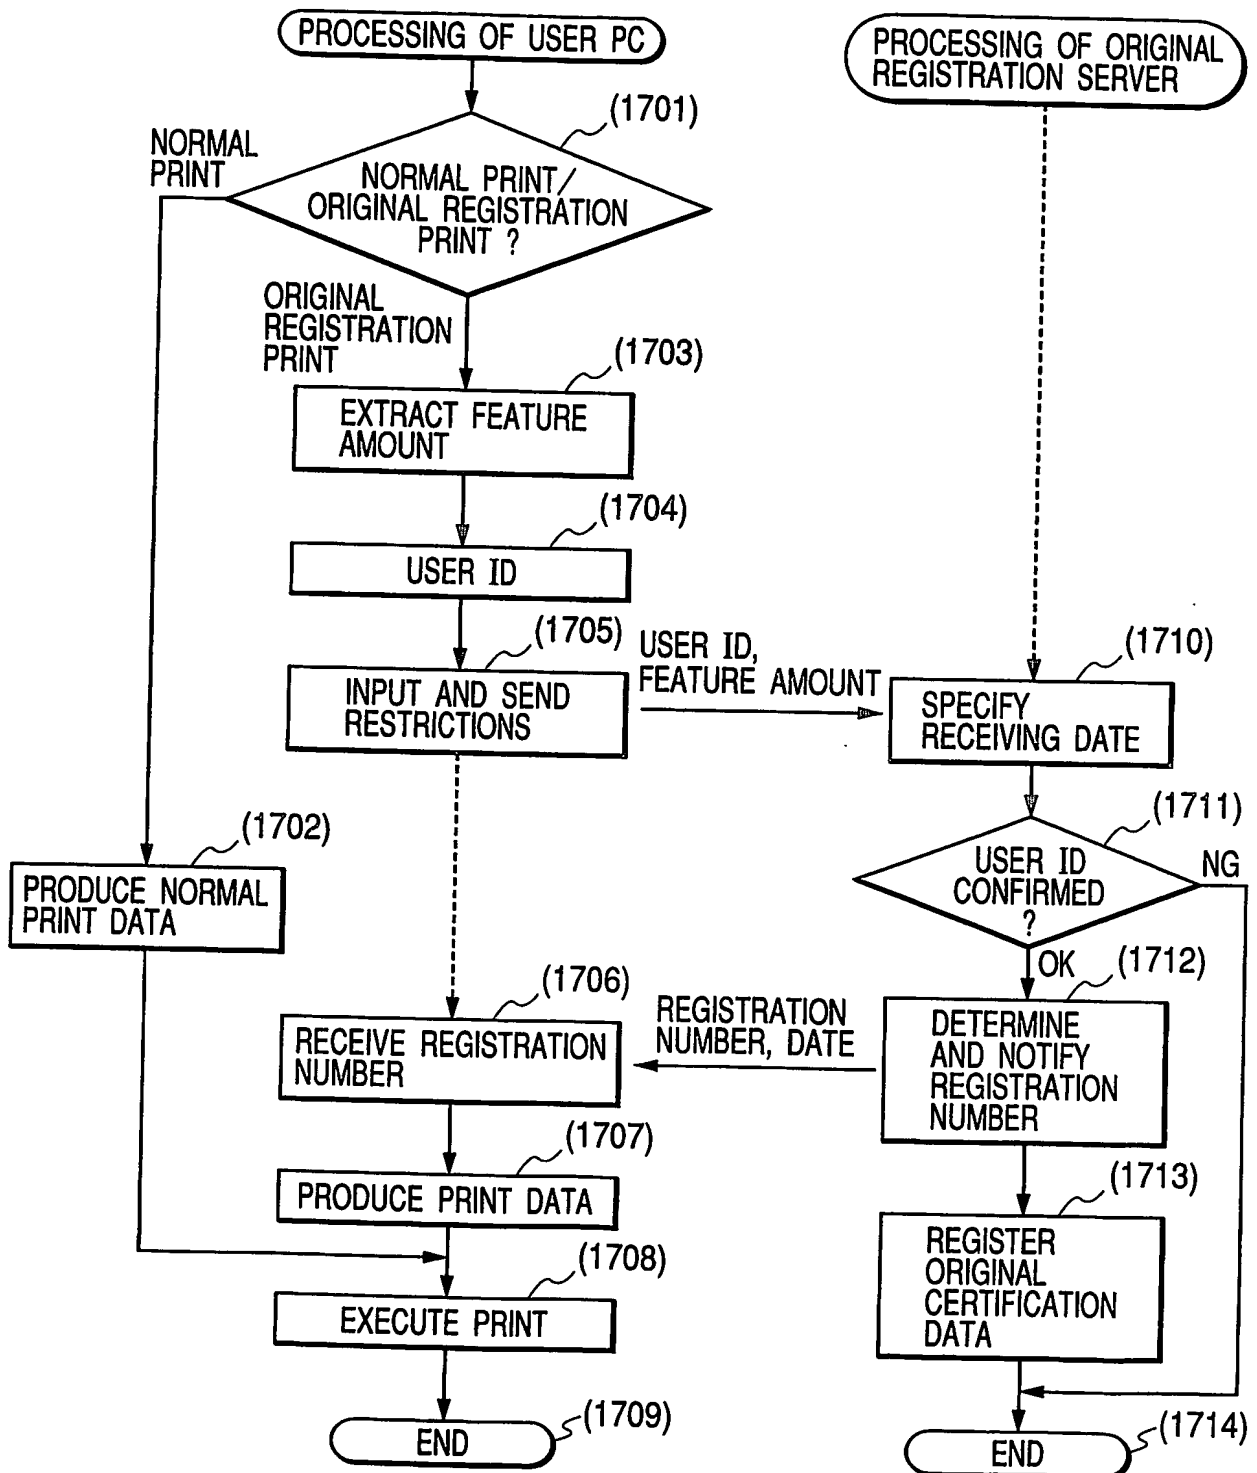 PROCESSING OF USER PC
PROCESSING OF ORIGINAL
REGISTRATION SERVER
(1701)
NORMAL
PRINT
NORMAL PRINT/
ORIGINAL REGISTRATION
PRINT ?
ORIGINAL
REGISTRATION
PRINT
(1703)
EXTRACT FEATURE
AMOUNT
(1704)
USER ID
(1705)
INPUT AND SEND
RESTRICTIONS
USER ID,
FEATURE AMOUNT
(1710)
SPECIFY
RECEIVING DATE
(1711)
USER ID
CONFIRMED
?
NG
OK
(1702)
PRODUCE NORMAL
PRINT DATA
(1712)
DETERMINE
AND NOTIFY
REGISTRATION
NUMBER
REGISTRATION
NUMBER, DATE
(1706)
RECEIVE REGISTRATION
NUMBER
(1707)
PRODUCE PRINT DATA
(1713)
REGISTER
ORIGINAL
CERTIFICATION
DATA
(1708)
EXECUTE PRINT
(1709)
END
(1714)
END